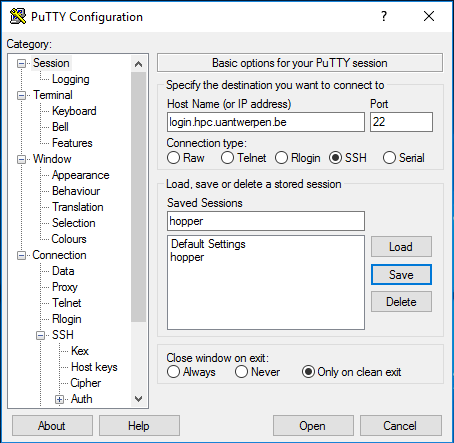 PuTTY Configuration
?
Category:
Session
Logging
Terminal
Keyboard
Bell
Features
Window
Appearance
Behaviour
Translation
Selection
Colours
Connection
Data
Proxy
Telnet
Rlogin
SSH
Kex
Host keys
Cipher
Auth
Basic options for your PuTTY session
Specify the destination you want to connect to
Host Name (or IP address) Port
login.hpc.uantwerpen.be 22
Connection type:
Raw Telnet Rlogin SSH Serial
Load, save or delete a stored session
Saved Sessions
hopper
Default Settings
hopper
Load
Save
Delete
Close window on exit:
Always Never Only on clean exit
About Help Open Cancel